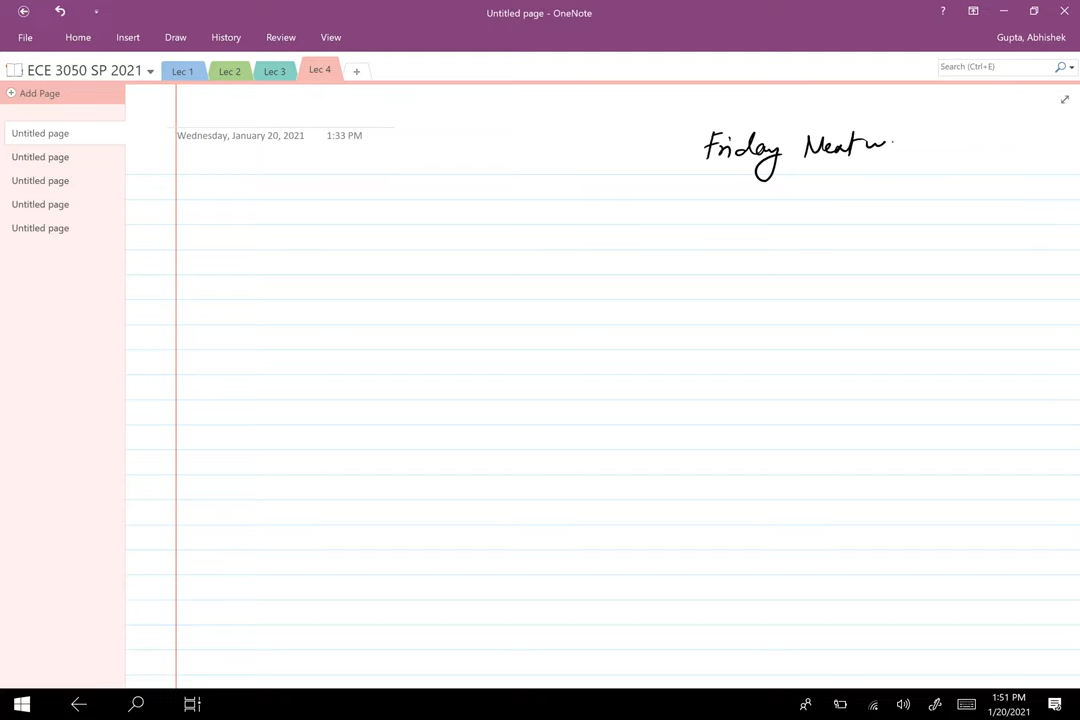 Untitled page - OneNote
?
File Home Insert Draw History Review View Gupta, Abhishek
ECE 3050 SP 2021 Lec 1 Lec 2 Lec 3 Lec 4 + Search (Ctrl+E)
Add Page
Untitled page
Untitled page
Untitled page
Untitled page
Untitled page
Wednesday, January 20, 2021 1:33 PM
Friday
1:51 PM
1/20/2021